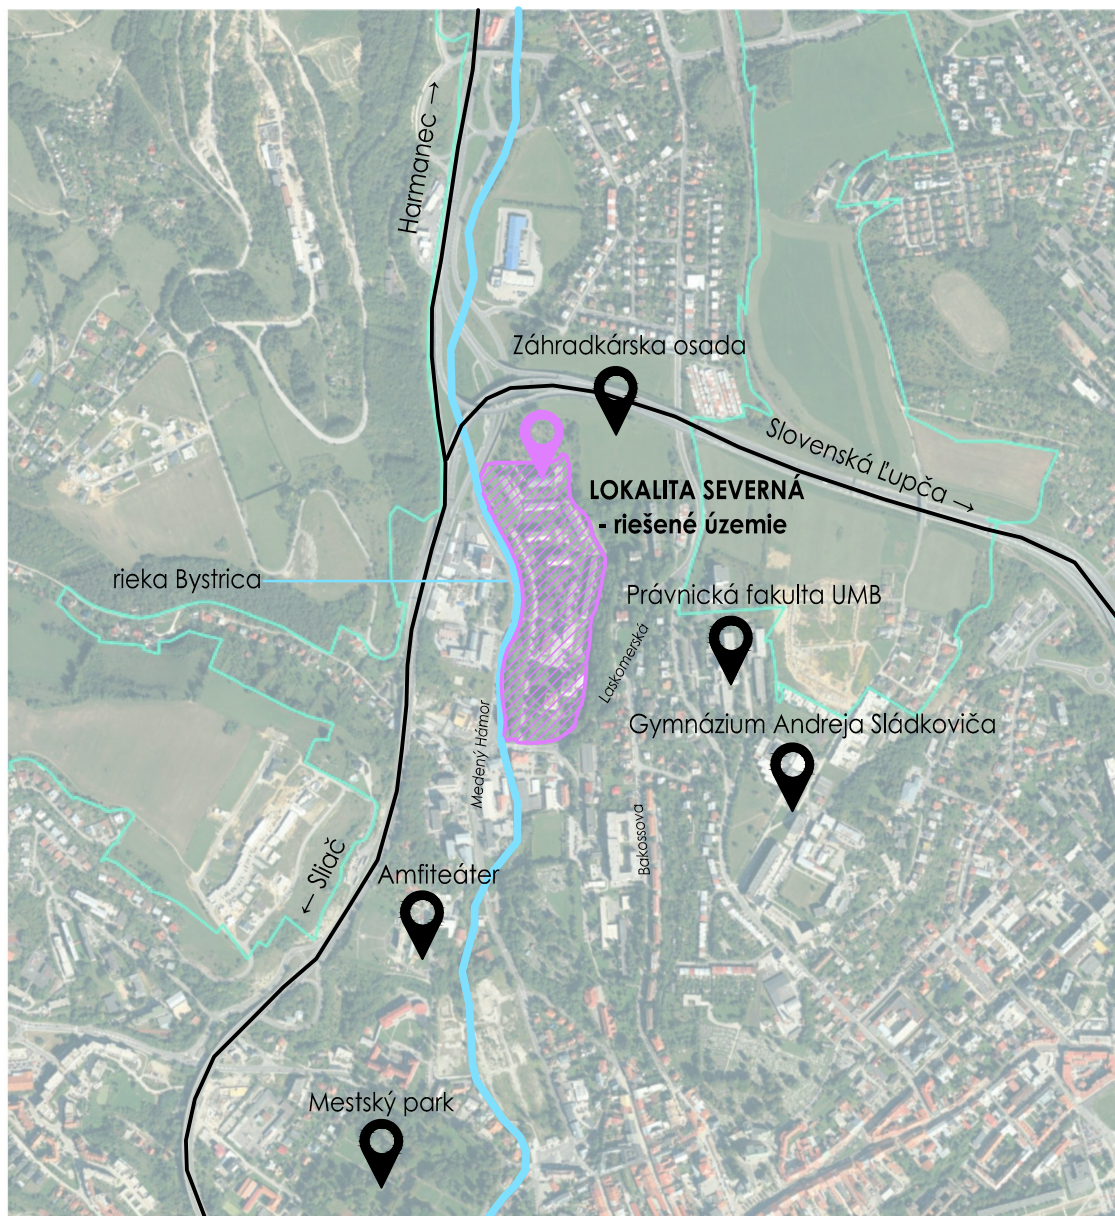 Harmanec →
Záhradkárska osada
Slovenská Ľupča →
LOKALITA SEVERNÁ
- riešené územie
rieka Bystrica
Právnická fakulta UMB
Laskomerská
Gymnázium Andreja Sládkoviča
Medený Hámor
Bakossova
← Sliač
Amfiteáter
Mestský park